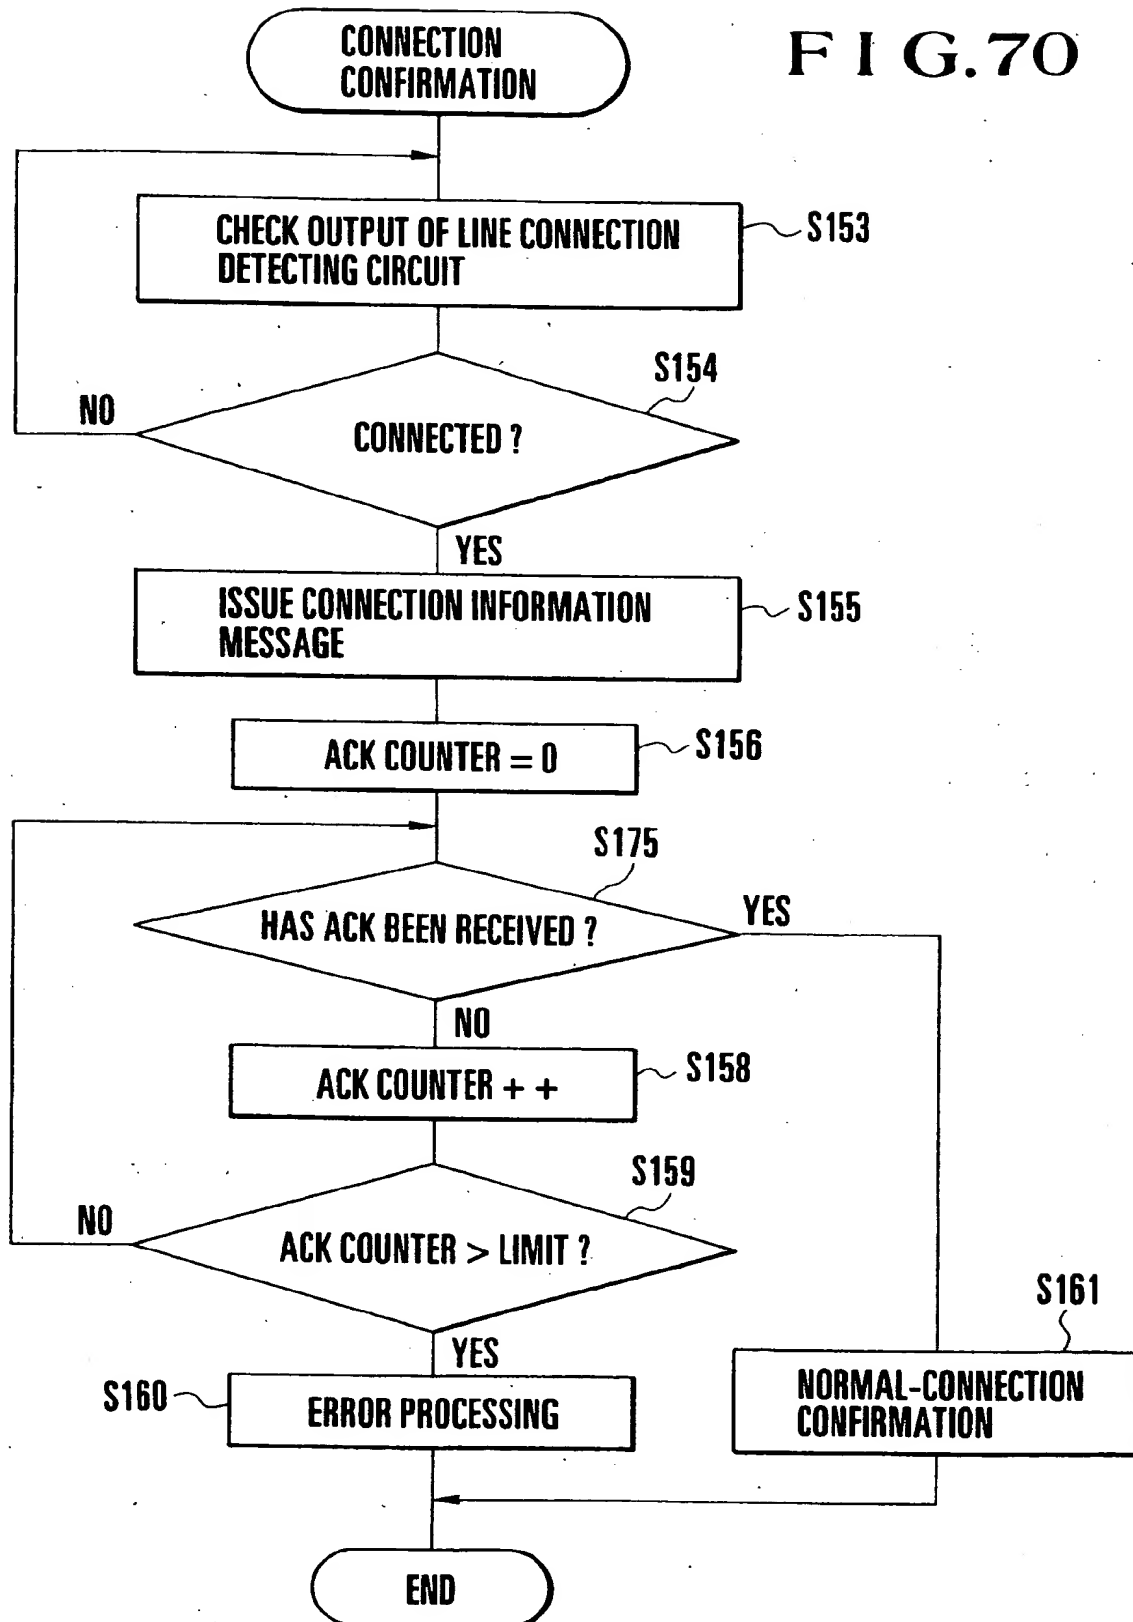 FIG.70
CONNECTION
CONFIRMATION
CHECK OUTPUT OF LINE CONNECTION
DETECTING CIRCUIT
S153
S154
NO
CONNECTED ?
YES
ISSUE CONNECTION INFORMATION
MESSAGE
S155
ACK COUNTER = 0
S156
S175
HAS ACK BEEN RECEIVED ?
YES
NO
ACK COUNTER + +
S158
S159
NO
ACK COUNTER > LIMIT ?
YES
S160
ERROR PROCESSING
S161
NORMAL-CONNECTION
CONFIRMATION
END